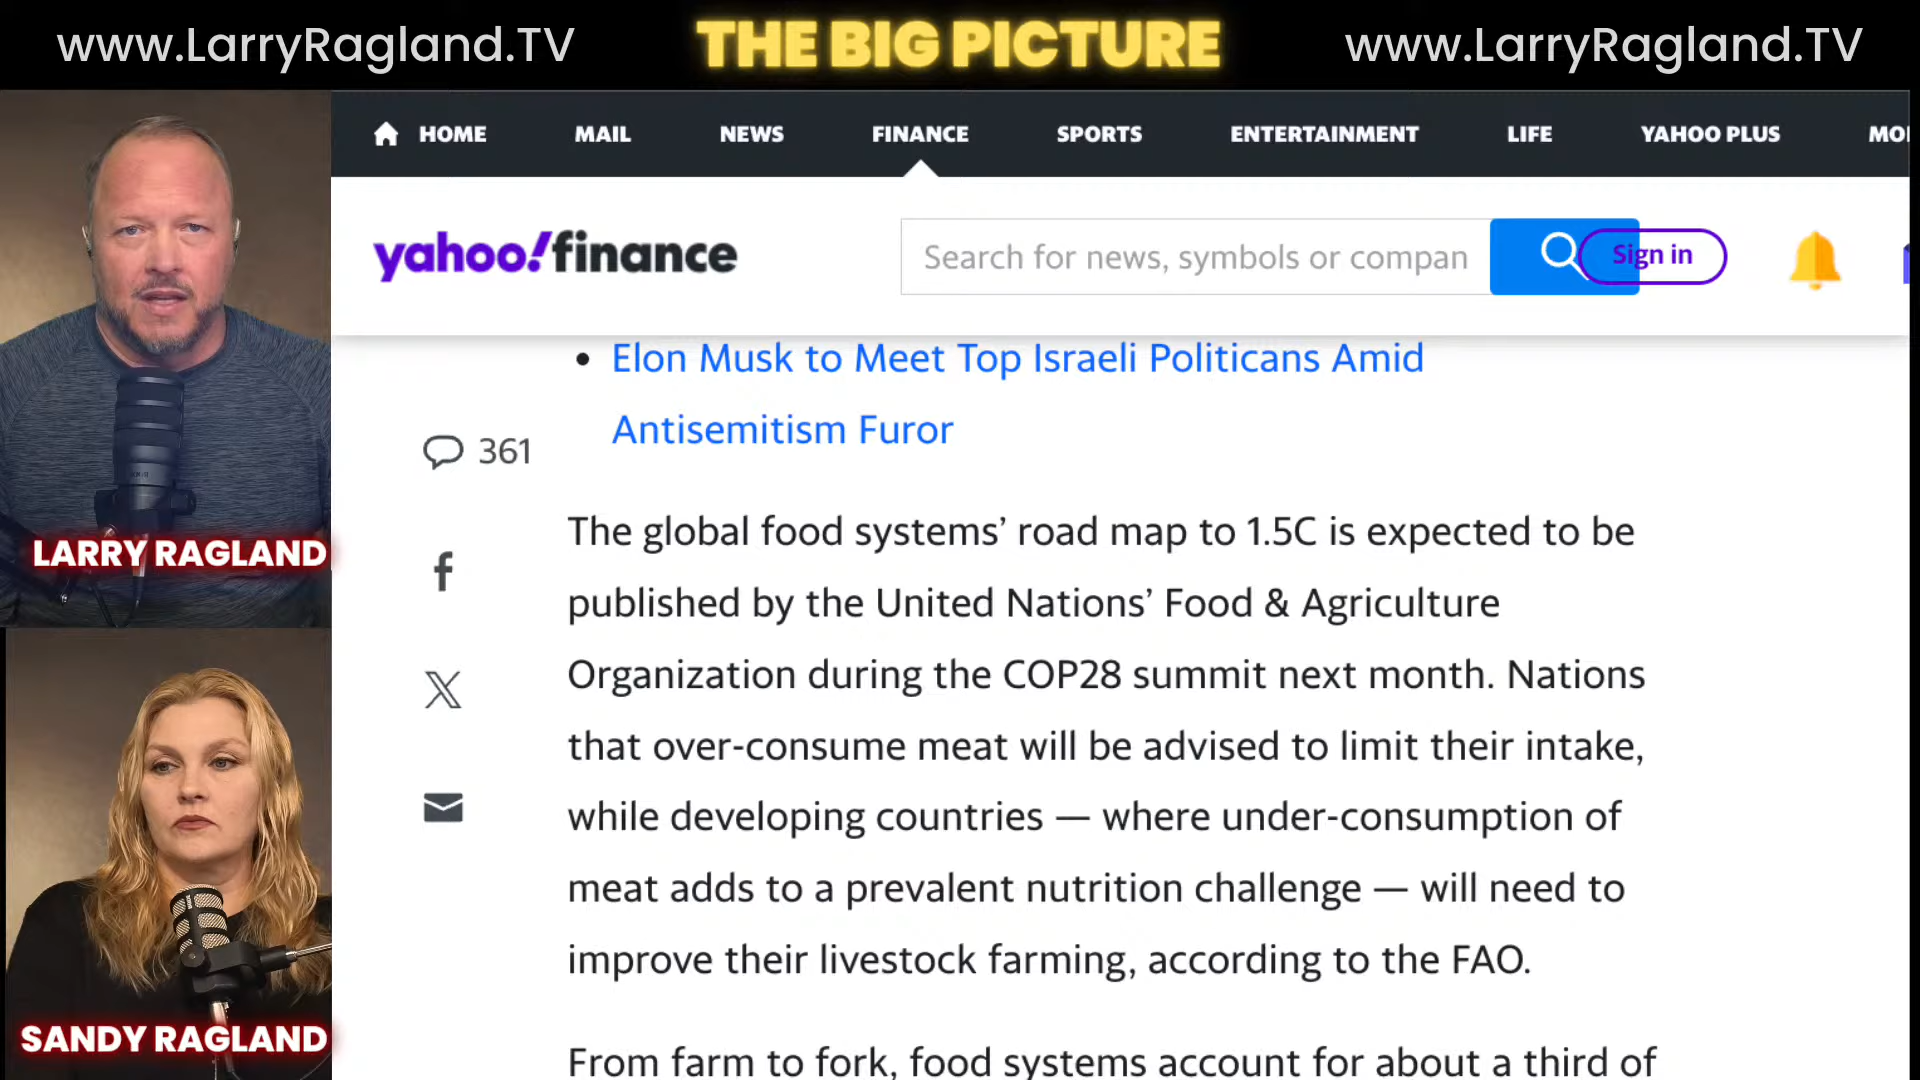 www.LarryRagland.TV
THE BIG PICTURE
www.LarryRagland.TV
HOME MAIL NEWS FINANCE SPORTS ENTERTAINMENT LIFE YAHOO PLUS
yahoo!finance
Search for news, symbols or compan
Sign in
• Elon Musk to Meet Top Israeli Politicans Amid
Antisemitism Furor
361
The global food systems’ road map to 1.5C is expected to be
published by the United Nations’ Food & Agriculture
Organization during the COP28 summit next month. Nations
that over-consume meat will be advised to limit their intake,
while developing countries — where under-consumption of
meat adds to a prevalent nutrition challenge — will need to
improve their livestock farming, according to the FAO.
From farm to fork, food systems account for about a third of
LARRY RAGLAND
SANDY RAGLAND